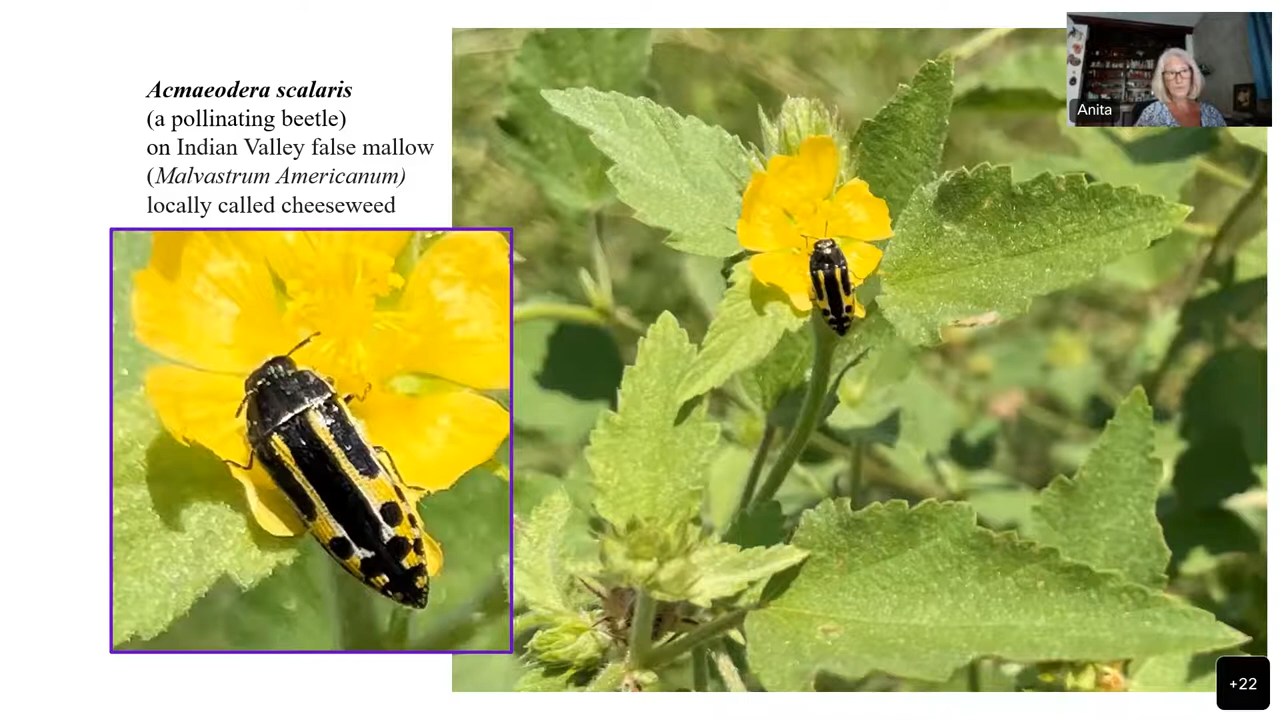 Acmaeodera scalaris
(a pollinating beetle)
on Indian Valley false mallow
(Malvastrum Americanum)
locally called cheeseweed
Anita
+22